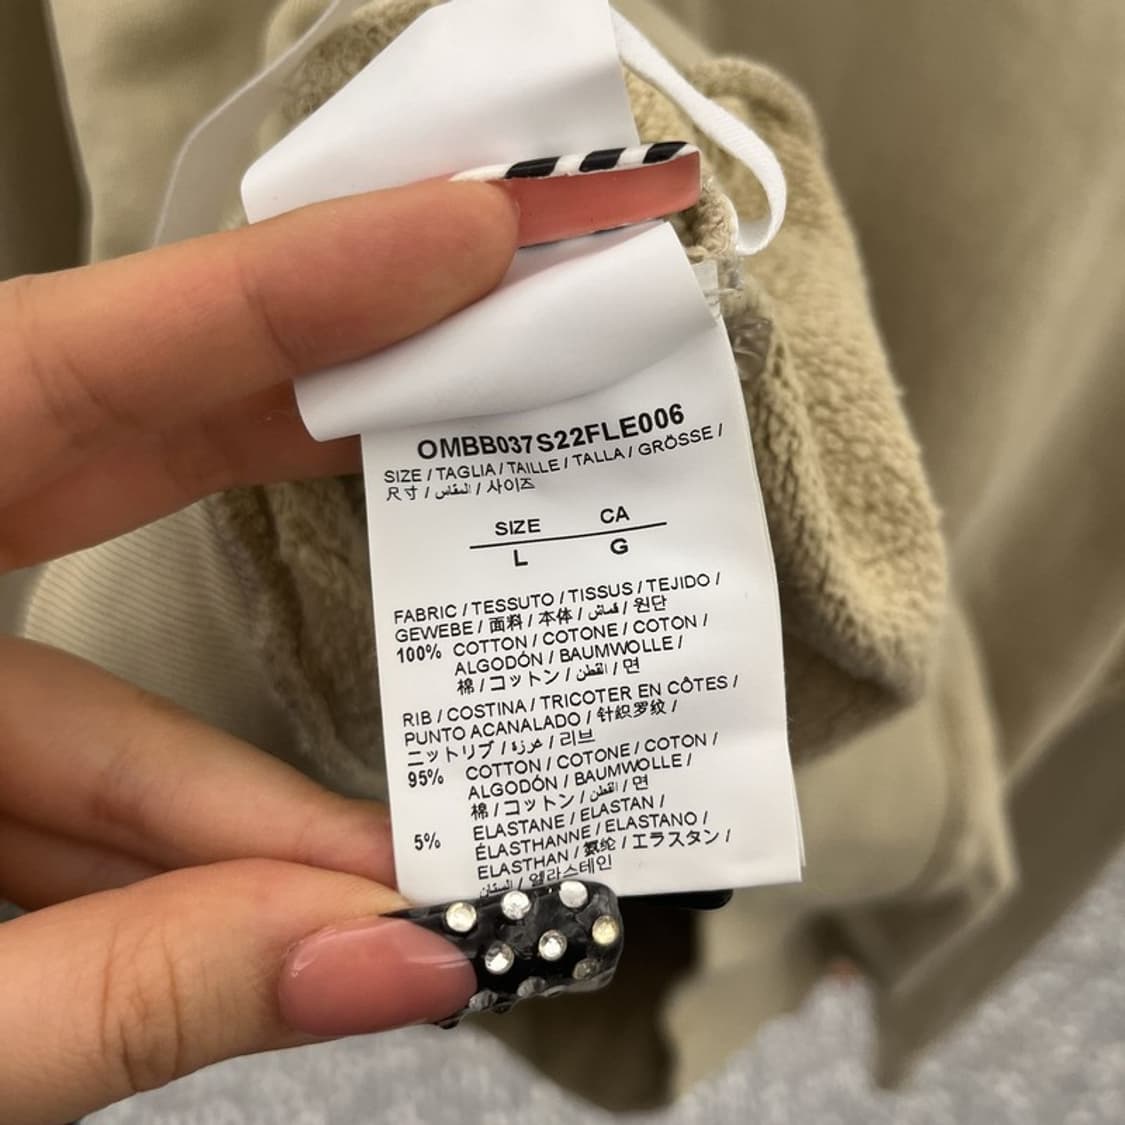 OMBB037S22FLE006
SIZE / TAGLIA / TAILLE / TALLA / GRÖSSE /
尺寸 / المقاس / 사이즈
SIZE CA
L G
FABRIC / TESSUTO / TISSUS / TEJIDO /
GEWEBE / 面料 / 本体 / قماش / 원단
100% COTTON / COTONE / COTON /
ALGODÓN / BAUMWOLLE /
棉 / コットン / القطن / 면
RIB / COSTINA / TRICOTER EN CÔTES /
PUNTO ACANALADO / 针织罗纹 /
ニットリブ / غرزة / 리브
95% COTTON / COTONE / COTON /
ALGODÓN / BAUMWOLLE /
棉 / コットン / القطن / 면
5% ELASTANE / ELASTAN /
ÉLASTHANNE / ELASTANO /
ELASTHAN / 氨纶 / エラスタン /
/ 엘라스테인